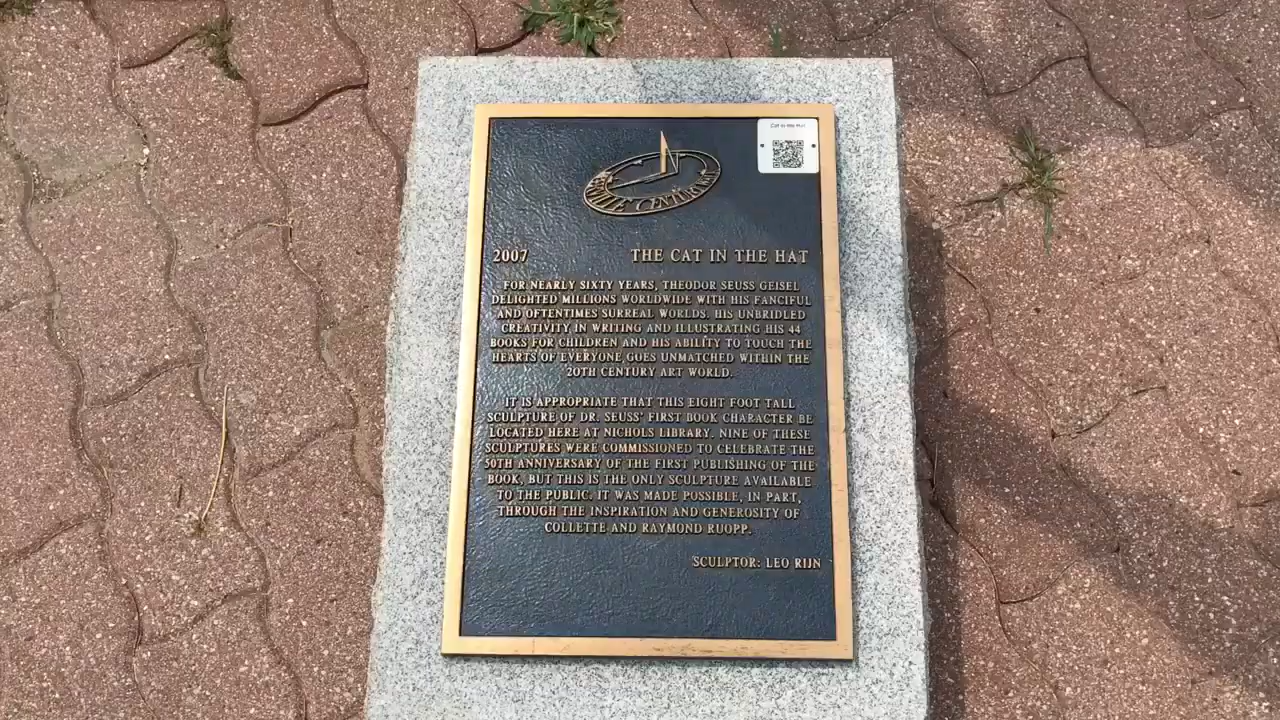 Cat in the Hat
CENTURY WALK
2007 THE CAT IN THE HAT
FOR NEARLY SIXTY YEARS, THEODOR SEUSS GEISEL
DELIGHTED MILLIONS WORLDWIDE WITH HIS FANCIFUL
AND OFTENTIMES SURREAL WORLDS. HIS UNBRIDLED
CREATIVITY IN WRITING AND ILLUSTRATING HIS 44
BOOKS FOR CHILDREN AND HIS ABILITY TO TOUCH THE
HEARTS OF EVERYONE GOES UNMATCHED WITHIN THE
20TH CENTURY ART WORLD.
IT IS APPROPRIATE THAT THIS EIGHT FOOT TALL
SCULPTURE OF DR. SEUSS' FIRST BOOK CHARACTER BE
LOCATED HERE AT NICHOLS LIBRARY. NINE OF THESE
SCULPTURES WERE COMMISSIONED TO CELEBRATE THE
50TH ANNIVERSARY OF THE FIRST PUBLISHING OF THE
BOOK, BUT THIS IS THE ONLY SCULPTURE AVAILABLE
TO THE PUBLIC. IT WAS MADE POSSIBLE, IN PART,
THROUGH THE INSPIRATION AND GENEROSITY OF
COLLETTE AND RAYMOND RUOPP.
SCULPTOR: LEO RIJN